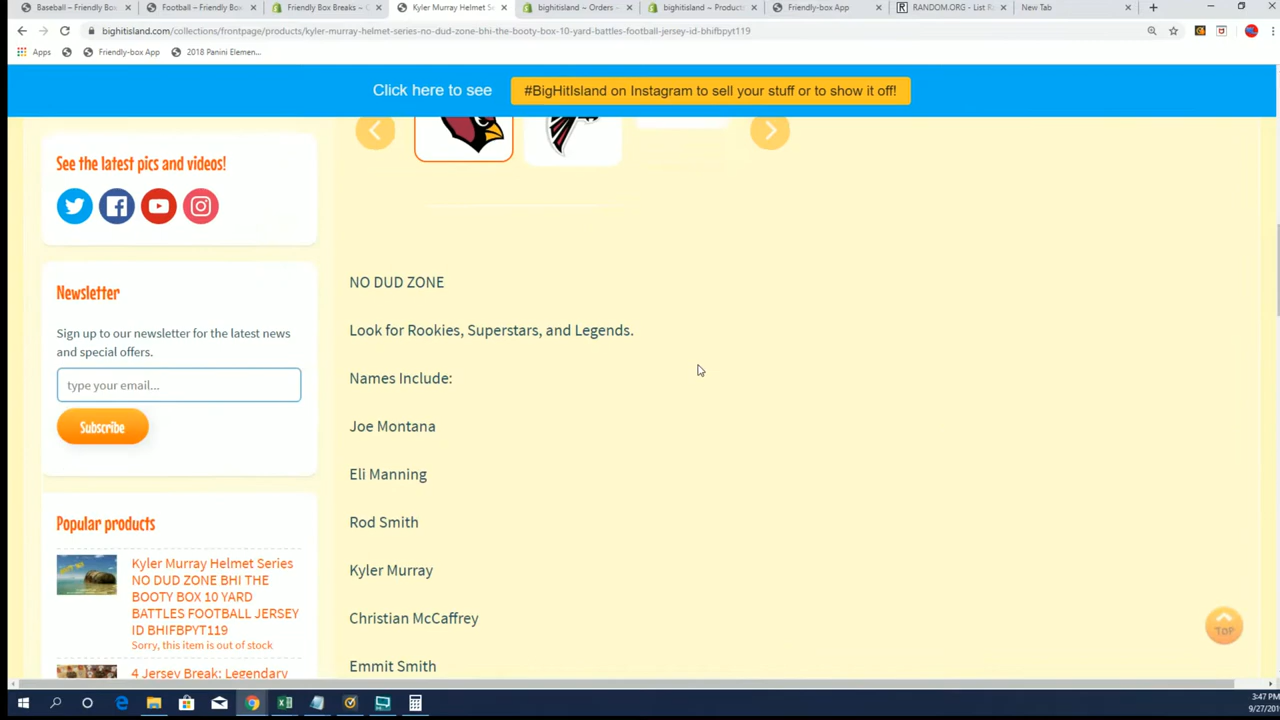 Baseball – Friendly Box
Football – Friendly Box
Friendly Box Breaks – C
Kyler Murray Helmet Se
bighitisland ~ Orders ~
bighitisland ~ Product
Friendly-box App
RANDOM.ORG - List R
New Tab
bighitisland.com/collections/frontpage/products/kyler-murray-helmet-series-no-dud-zone-bhi-the-booty-box-10-yard-battles-football-jersey-id-bhifbpyt119
Apps
Friendly-box App
2018 Panini Elemen...
Click here to see
#BigHitIsland on Instagram to sell your stuff or to show it off!
See the latest pics and videos!
Newsletter
Sign up to our newsletter for the latest news
and special offers.
type your email...
Subscribe
Popular products
Kyler Murray Helmet Series
NO DUD ZONE BHI THE
BOOTY BOX 10 YARD
BATTLES FOOTBALL JERSEY
ID BHIFBPYT119
Sorry, this item is out of stock
4 Jersey Break: Legendary
NO DUD ZONE
Look for Rookies, Superstars, and Legends.
Names Include:
Joe Montana
Eli Manning
Rod Smith
Kyler Murray
Christian McCaffrey
Emmit Smith
TOP
3:47 PM
9/27/201